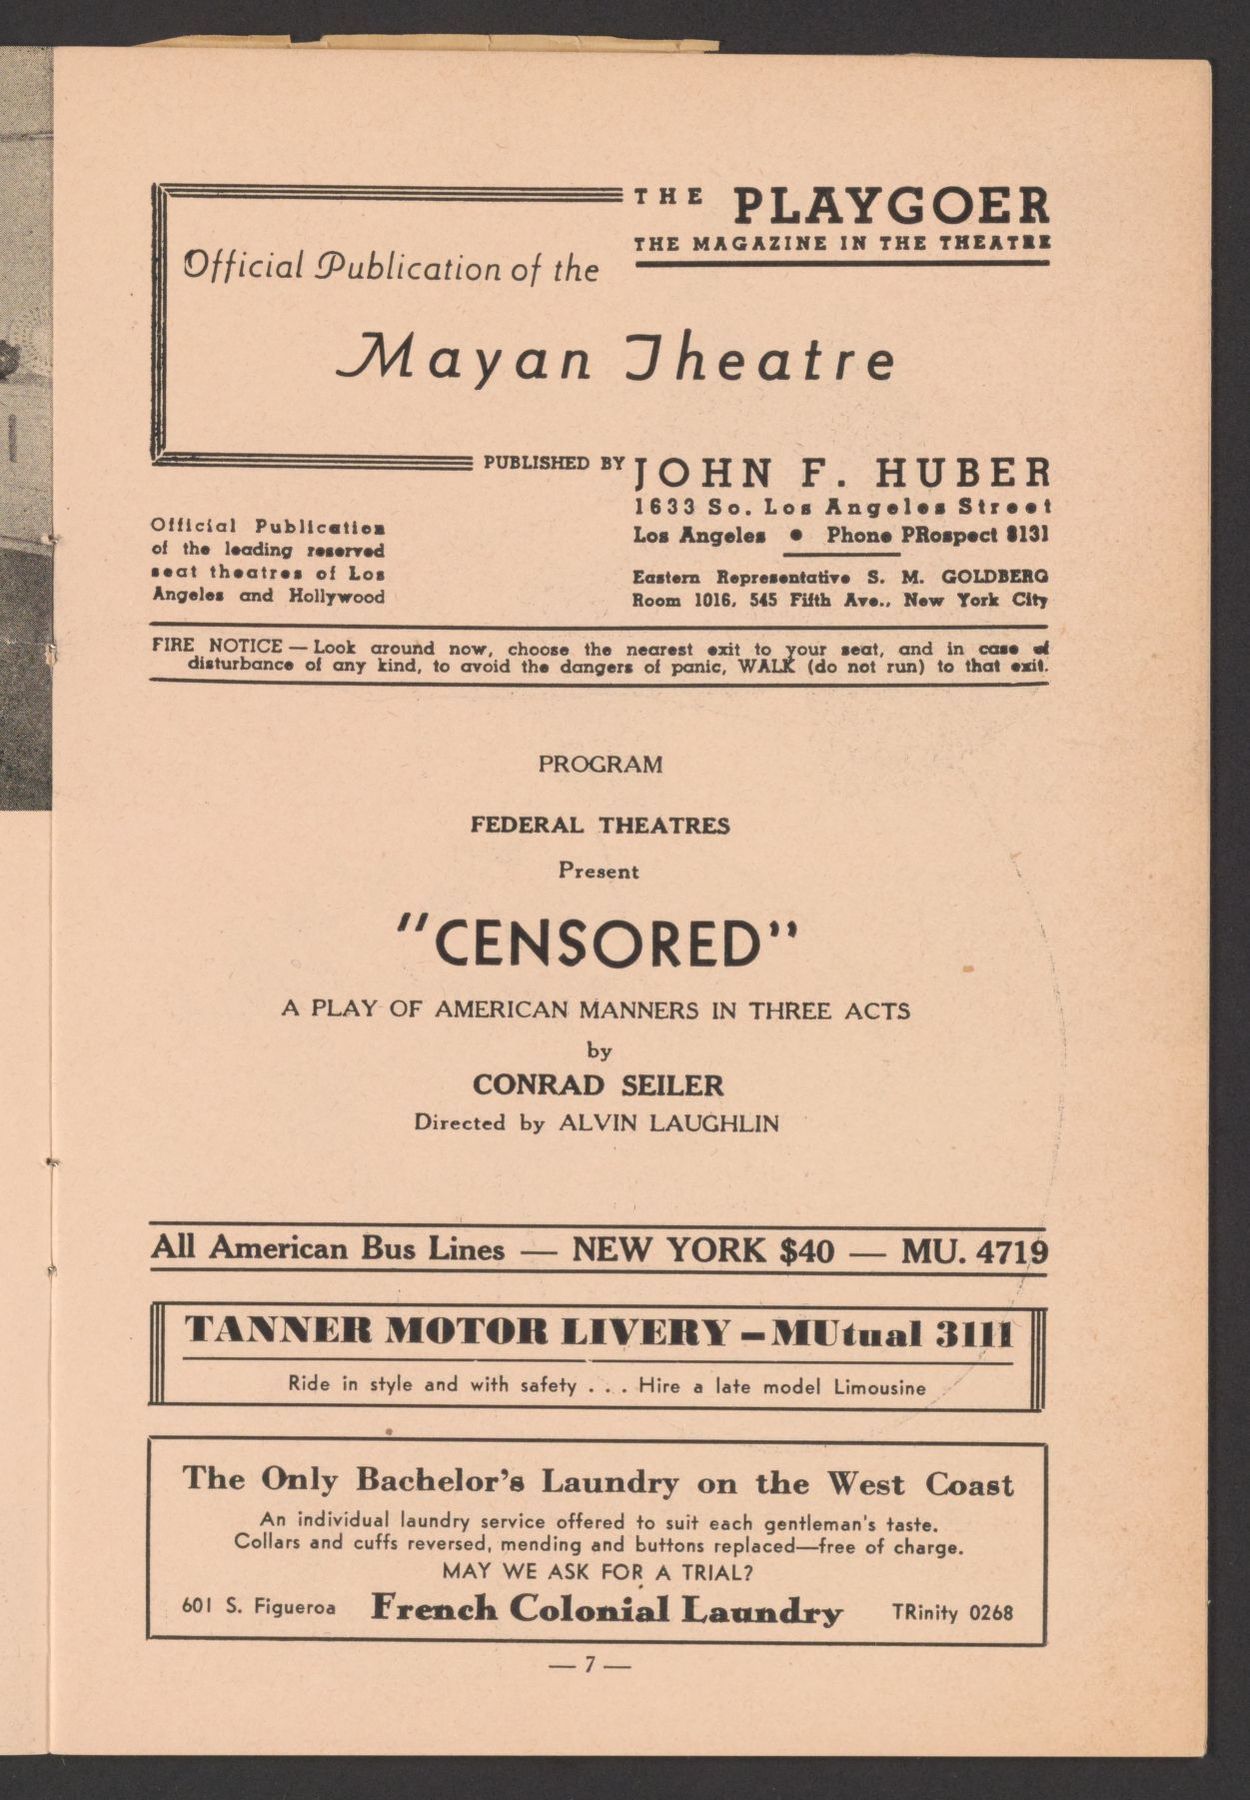 THE PLAYGOER
THE MAGAZINE IN THE THEATRE
Official Publication of the
Mayan Theatre
PUBLISHED BY JOHN F. HUBER
1633 So. Los Angeles Street
Los Angeles • Phone PRospect 8131
Eastern Representative S. M. GOLDBERG
Room 1016, 545 Fifth Ave., New York City
Official Publication
of the leading reserved
seat theatres of Los
Angeles and Hollywood
FIRE NOTICE — Look around now, choose the nearest exit to your seat, and in case of
disturbance of any kind, to avoid the dangers of panic, WALK (do not run) to that exit.
PROGRAM
FEDERAL THEATRES
Present
"CENSORED"
A PLAY OF AMERICAN MANNERS IN THREE ACTS
by
CONRAD SEILER
Directed by ALVIN LAUGHLIN
All American Bus Lines — NEW YORK $40 — MU. 4719
TANNER MOTOR LIVERY – MUtual 3111
Ride in style and with safety . . . Hire a late model Limousine
The Only Bachelor's Laundry on the West Coast
An individual laundry service offered to suit each gentleman's taste.
Collars and cuffs reversed, mending and buttons replaced—free of charge.
MAY WE ASK FOR A TRIAL?
601 S. Figueroa French Colonial Laundry TRinity 0268
— 7 —